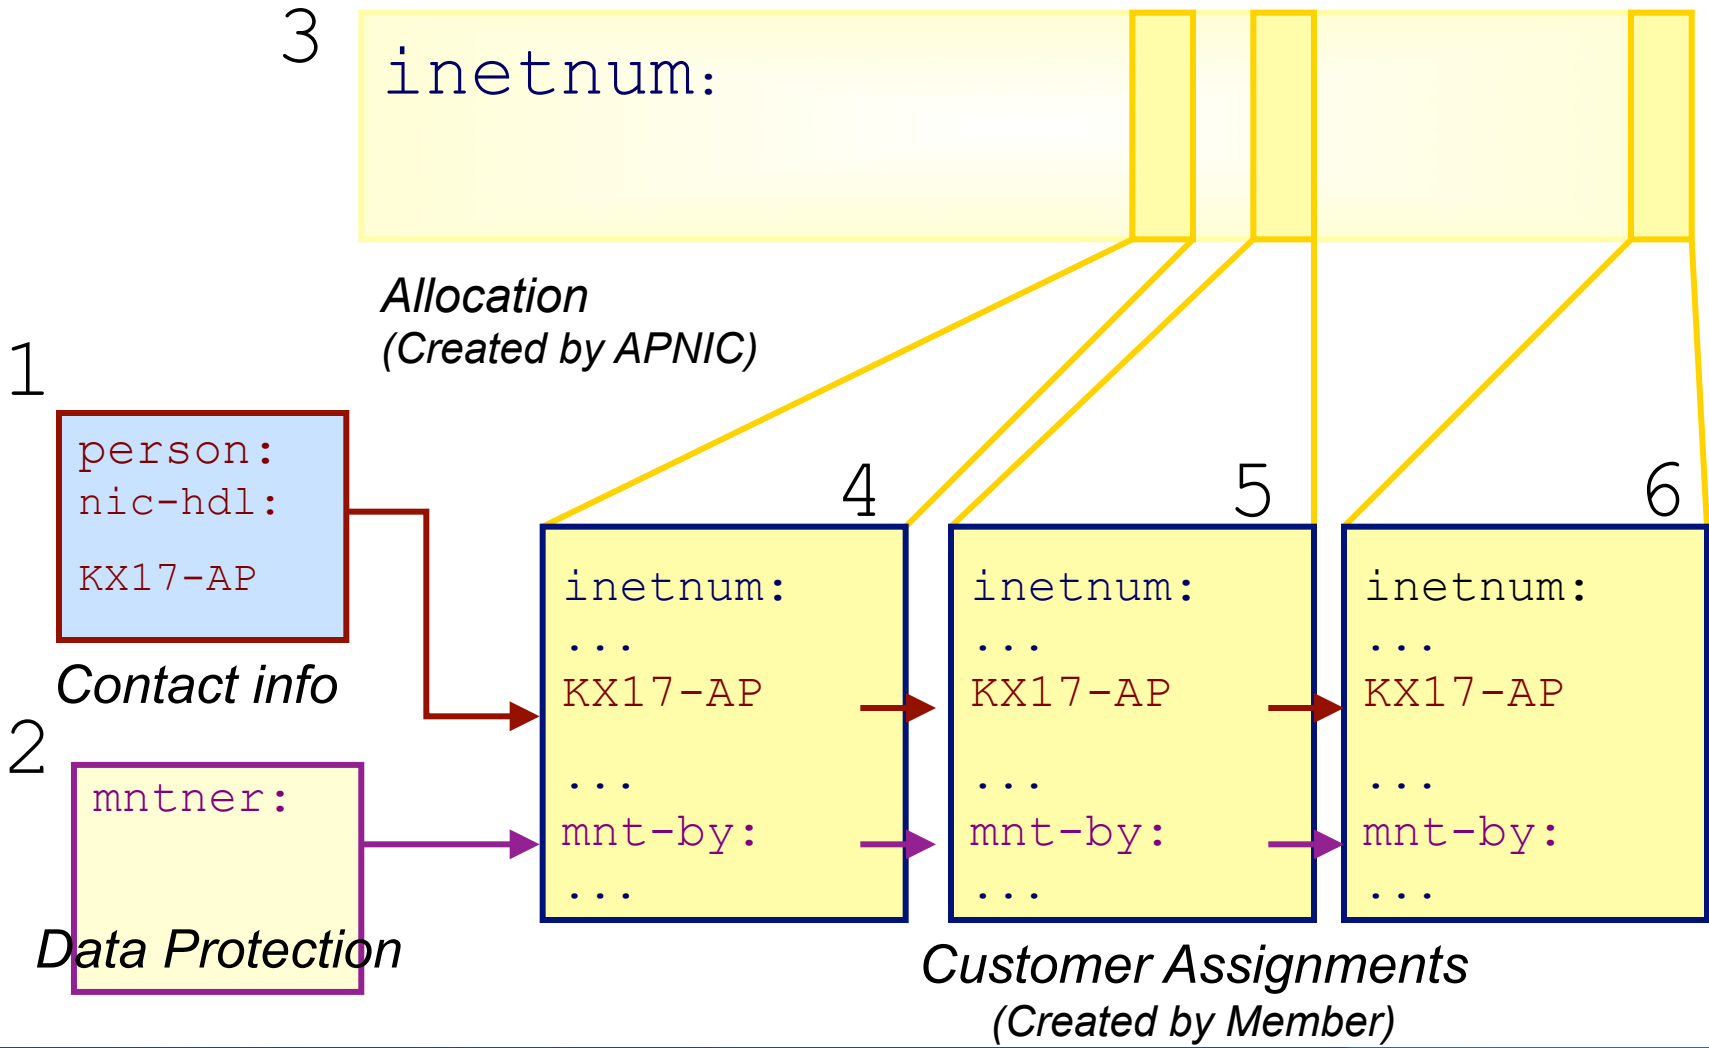 3
inetnum:
Allocation
(Created by APNIC)
1
person:
nic-hdl:
KX17-AP
Contact info
2
mntner:
Data Protection
4
inetnum:
...
KX17-AP
...
mnt-by:
...
5
inetnum:
...
KX17-AP
...
mnt-by:
...
6
inetnum:
...
KX17-AP
...
mnt-by:
...
Customer Assignments
(Created by Member)